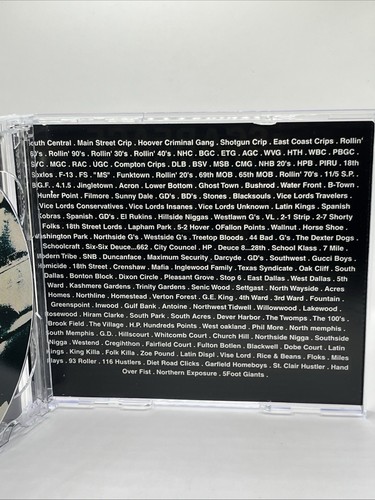 South Central . Main Street Crip . Hoover Criminal Gang . Shotgun Crip . East Coast Crips . Rollin'
60's . Rollin' 90's . Rollin' 30's . Rollin' 40's . NHC . BGC . ETG . AGC . WVG . HTH . WBC . PBGC .
SVC . MGC . RAC . UGC . Compton Crips . DLB . BSV . MSB . CMG . NHB 20's . HPB . PIRU . 18th
F-13 . FS . "MS" . Funktown . Rollin' 20's . 69th MOB . 65th MOB . Rollin' 70's . 11/5 S.P. .
B.G.F . 4.1.5 . Jingletown . Acron . Lower Bottom . Ghost Town . Bushrod . Water Front . B-Town .
Hunter Point . Filmore . Sunny Dale . GD's . BD's . Stones . Blacksouls . Vice Lords Travelers .
Vice Lords Conservatives . Vice Lords Insanes . Vice Lords Unknown . Latin Kings . Spanish
Cobras . Spanish . GD's . El Rukins . Hillside Niggas . Westlawn G's . VL . 2-1 Strip . 2-7 Shorty
Folks . 18th Street Lords . Lapham Park . 5-2 Hover . OFallon Points . Wallnut . Horse Shoe .
Washington Park . Northside G's . Westside G's . Treetop Bloods . 44 Bad . G's . The Dexter Dogs .
Schoolcraft . Six-Six Deuce...662 . City Councel . HP . Deuce 8...28th . School Klass . 7 Mile .
Modern Tribe . SNB . Duncanface . Maximum Security . Darcyde . GD's . Southwest . Gucci Boys .
Homicide . 18th Street . Crenshaw . Mafia . Inglewood Family . Texas Syndicate . Oak Cliff . South
Dallas . Bonton Block . Dixon Circle . Pleasant Grove . Stop 6 . East Dallas . West Dallas . 5th
Ward . Kashmere Gardens . Trinity Gardens . Senic Wood . Settgast . North Wayside . Acres
Homes . Northline . Homestead . Verton Forest . G.E. King . 4th Ward . 3rd Ward . Fountain .
Greenspoint . Inwood . Gulf Bank . Antoine . Northwest Tidwell . Willowwood . Lakewood .
Rosewood . Hiram Clarke . South Park . South Acres . Dever Harbor . The Twomps . The 100's .
Brook Field . The Village . H.P. Hundreds Points . West oakland . Phil More . North memphis .
South Memphis . G.D. . Hillscourt . Whitcomb Court . Church Hill . Northside Nigga . Southside
Nigga . Westend . Creighthon . Fairfield Court . Fulton Botlen . Blackwell . Dobe Court . Latin
Kings . King Killa . Folk Killa . Zoe Pound . Latin Displ . Vise Lord . Rice & Beans . Floks . Miles
93 Roller . 116 Hustlers . Diet Road Clicks . Garfield Homeboys . St. Clair Hustler . Hand
Over Fist . Northern Exposure . 5Foot Giants .